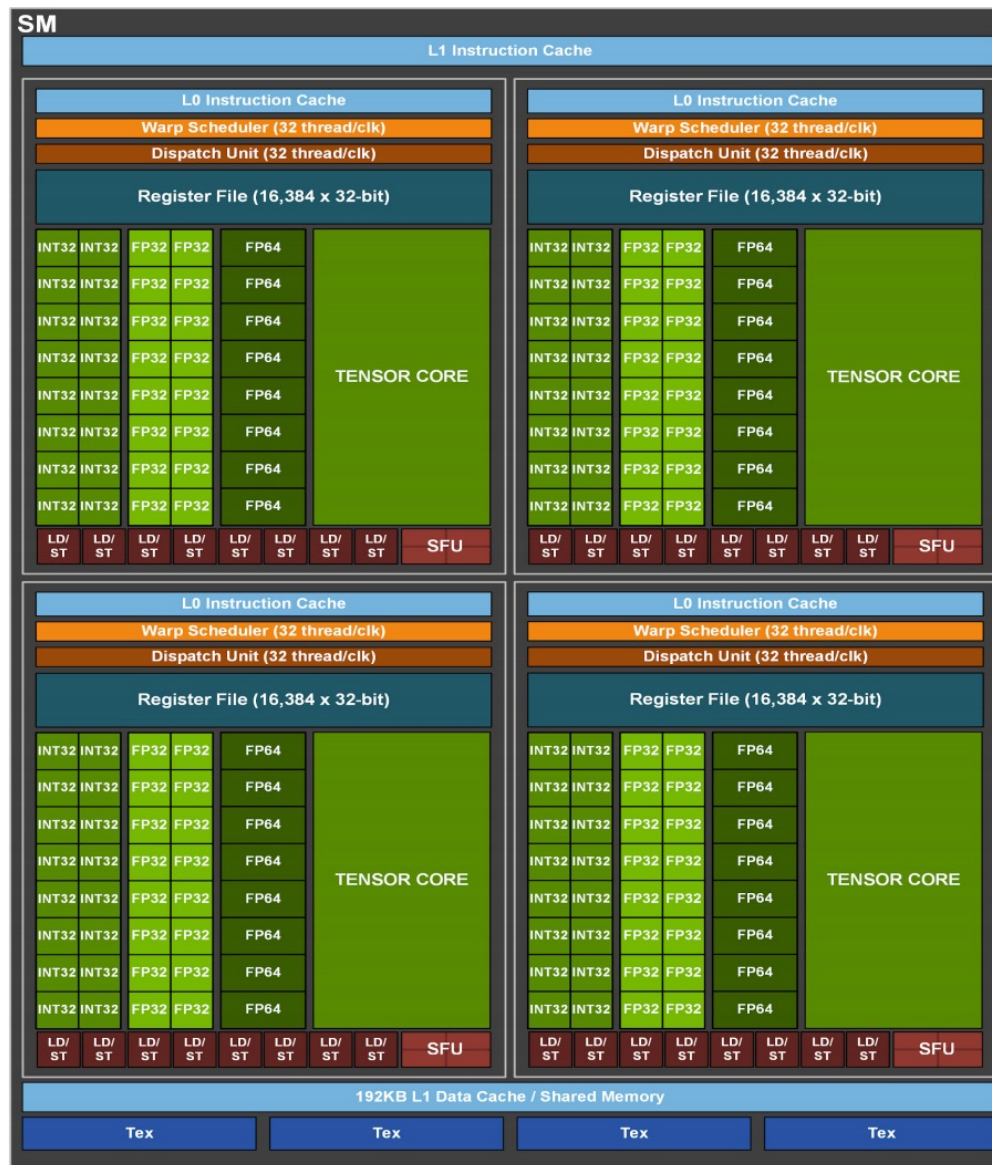 SM
L1 Instruction Cache
L0 Instruction Cache
Warp Scheduler (32 thread/clk)
Dispatch Unit (32 thread/clk)
Register File (16,384 x 32-bit)
INT32 INT32 FP32 FP32 FP64
INT32 INT32 FP32 FP32 FP64
INT32 INT32 FP32 FP32 FP64
INT32 INT32 FP32 FP32 FP64
TENSOR CORE
INT32 INT32 FP32 FP32 FP64
INT32 INT32 FP32 FP32 FP64
INT32 INT32 FP32 FP32 FP64
INT32 INT32 FP32 FP32 FP64
LD/ LD/ LD/ LD/ LD/ LD/ LD/ LD/
ST ST ST ST ST ST ST ST
SFU
L0 Instruction Cache
Warp Scheduler (32 thread/clk)
Dispatch Unit (32 thread/clk)
Register File (16,384 x 32-bit)
INT32 INT32 FP32 FP32 FP64
INT32 INT32 FP32 FP32 FP64
INT32 INT32 FP32 FP32 FP64
INT32 INT32 FP32 FP32 FP64
TENSOR CORE
INT32 INT32 FP32 FP32 FP64
INT32 INT32 FP32 FP32 FP64
INT32 INT32 FP32 FP32 FP64
INT32 INT32 FP32 FP32 FP64
LD/ LD/ LD/ LD/ LD/ LD/ LD/ LD/
ST ST ST ST ST ST ST ST
SFU
L0 Instruction Cache
Warp Scheduler (32 thread/clk)
Dispatch Unit (32 thread/clk)
Register File (16,384 x 32-bit)
INT32 INT32 FP32 FP32 FP64
INT32 INT32 FP32 FP32 FP64
INT32 INT32 FP32 FP32 FP64
INT32 INT32 FP32 FP32 FP64
TENSOR CORE
INT32 INT32 FP32 FP32 FP64
INT32 INT32 FP32 FP32 FP64
INT32 INT32 FP32 FP32 FP64
INT32 INT32 FP32 FP32 FP64
LD/ LD/ LD/ LD/ LD/ LD/ LD/ LD/
ST ST ST ST ST ST ST ST
SFU
L0 Instruction Cache
Warp Scheduler (32 thread/clk)
Dispatch Unit (32 thread/clk)
Register File (16,384 x 32-bit)
INT32 INT32 FP32 FP32 FP64
INT32 INT32 FP32 FP32 FP64
INT32 INT32 FP32 FP32 FP64
INT32 INT32 FP32 FP32 FP64
TENSOR CORE
INT32 INT32 FP32 FP32 FP64
INT32 INT32 FP32 FP32 FP64
INT32 INT32 FP32 FP32 FP64
INT32 INT32 FP32 FP32 FP64
LD/ LD/ LD/ LD/ LD/ LD/ LD/ LD/
ST ST ST ST ST ST ST ST
SFU
192KB L1 Data Cache / Shared Memory
Tex Tex Tex Tex